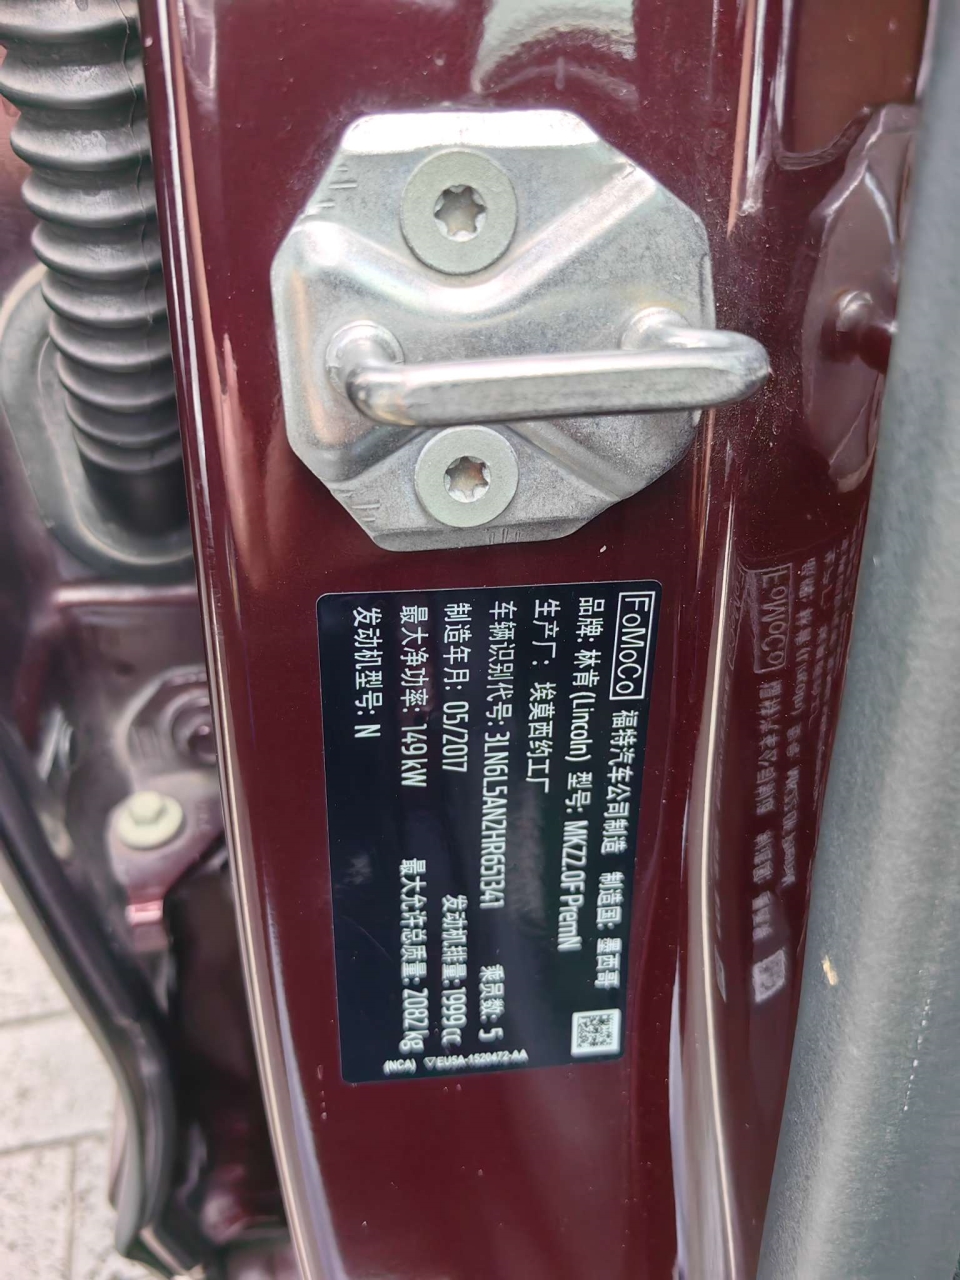 FoMoCo 福特汽车公司制造 制造国: 墨西哥
品牌: 林肯(Lincoln) 型号: MKZ2.0F PremN
生产厂: 埃莫西约工厂
车辆识别代号: 3LN6L5AN2HR651341 乘员数: 5
制造年月: 05/2017 发动机排量: 1999 cc
最大净功率: 149 kW 最大允许总质量: 2082 kg
发动机型号: N
(NCA) ▽EU5A-1520472-AA